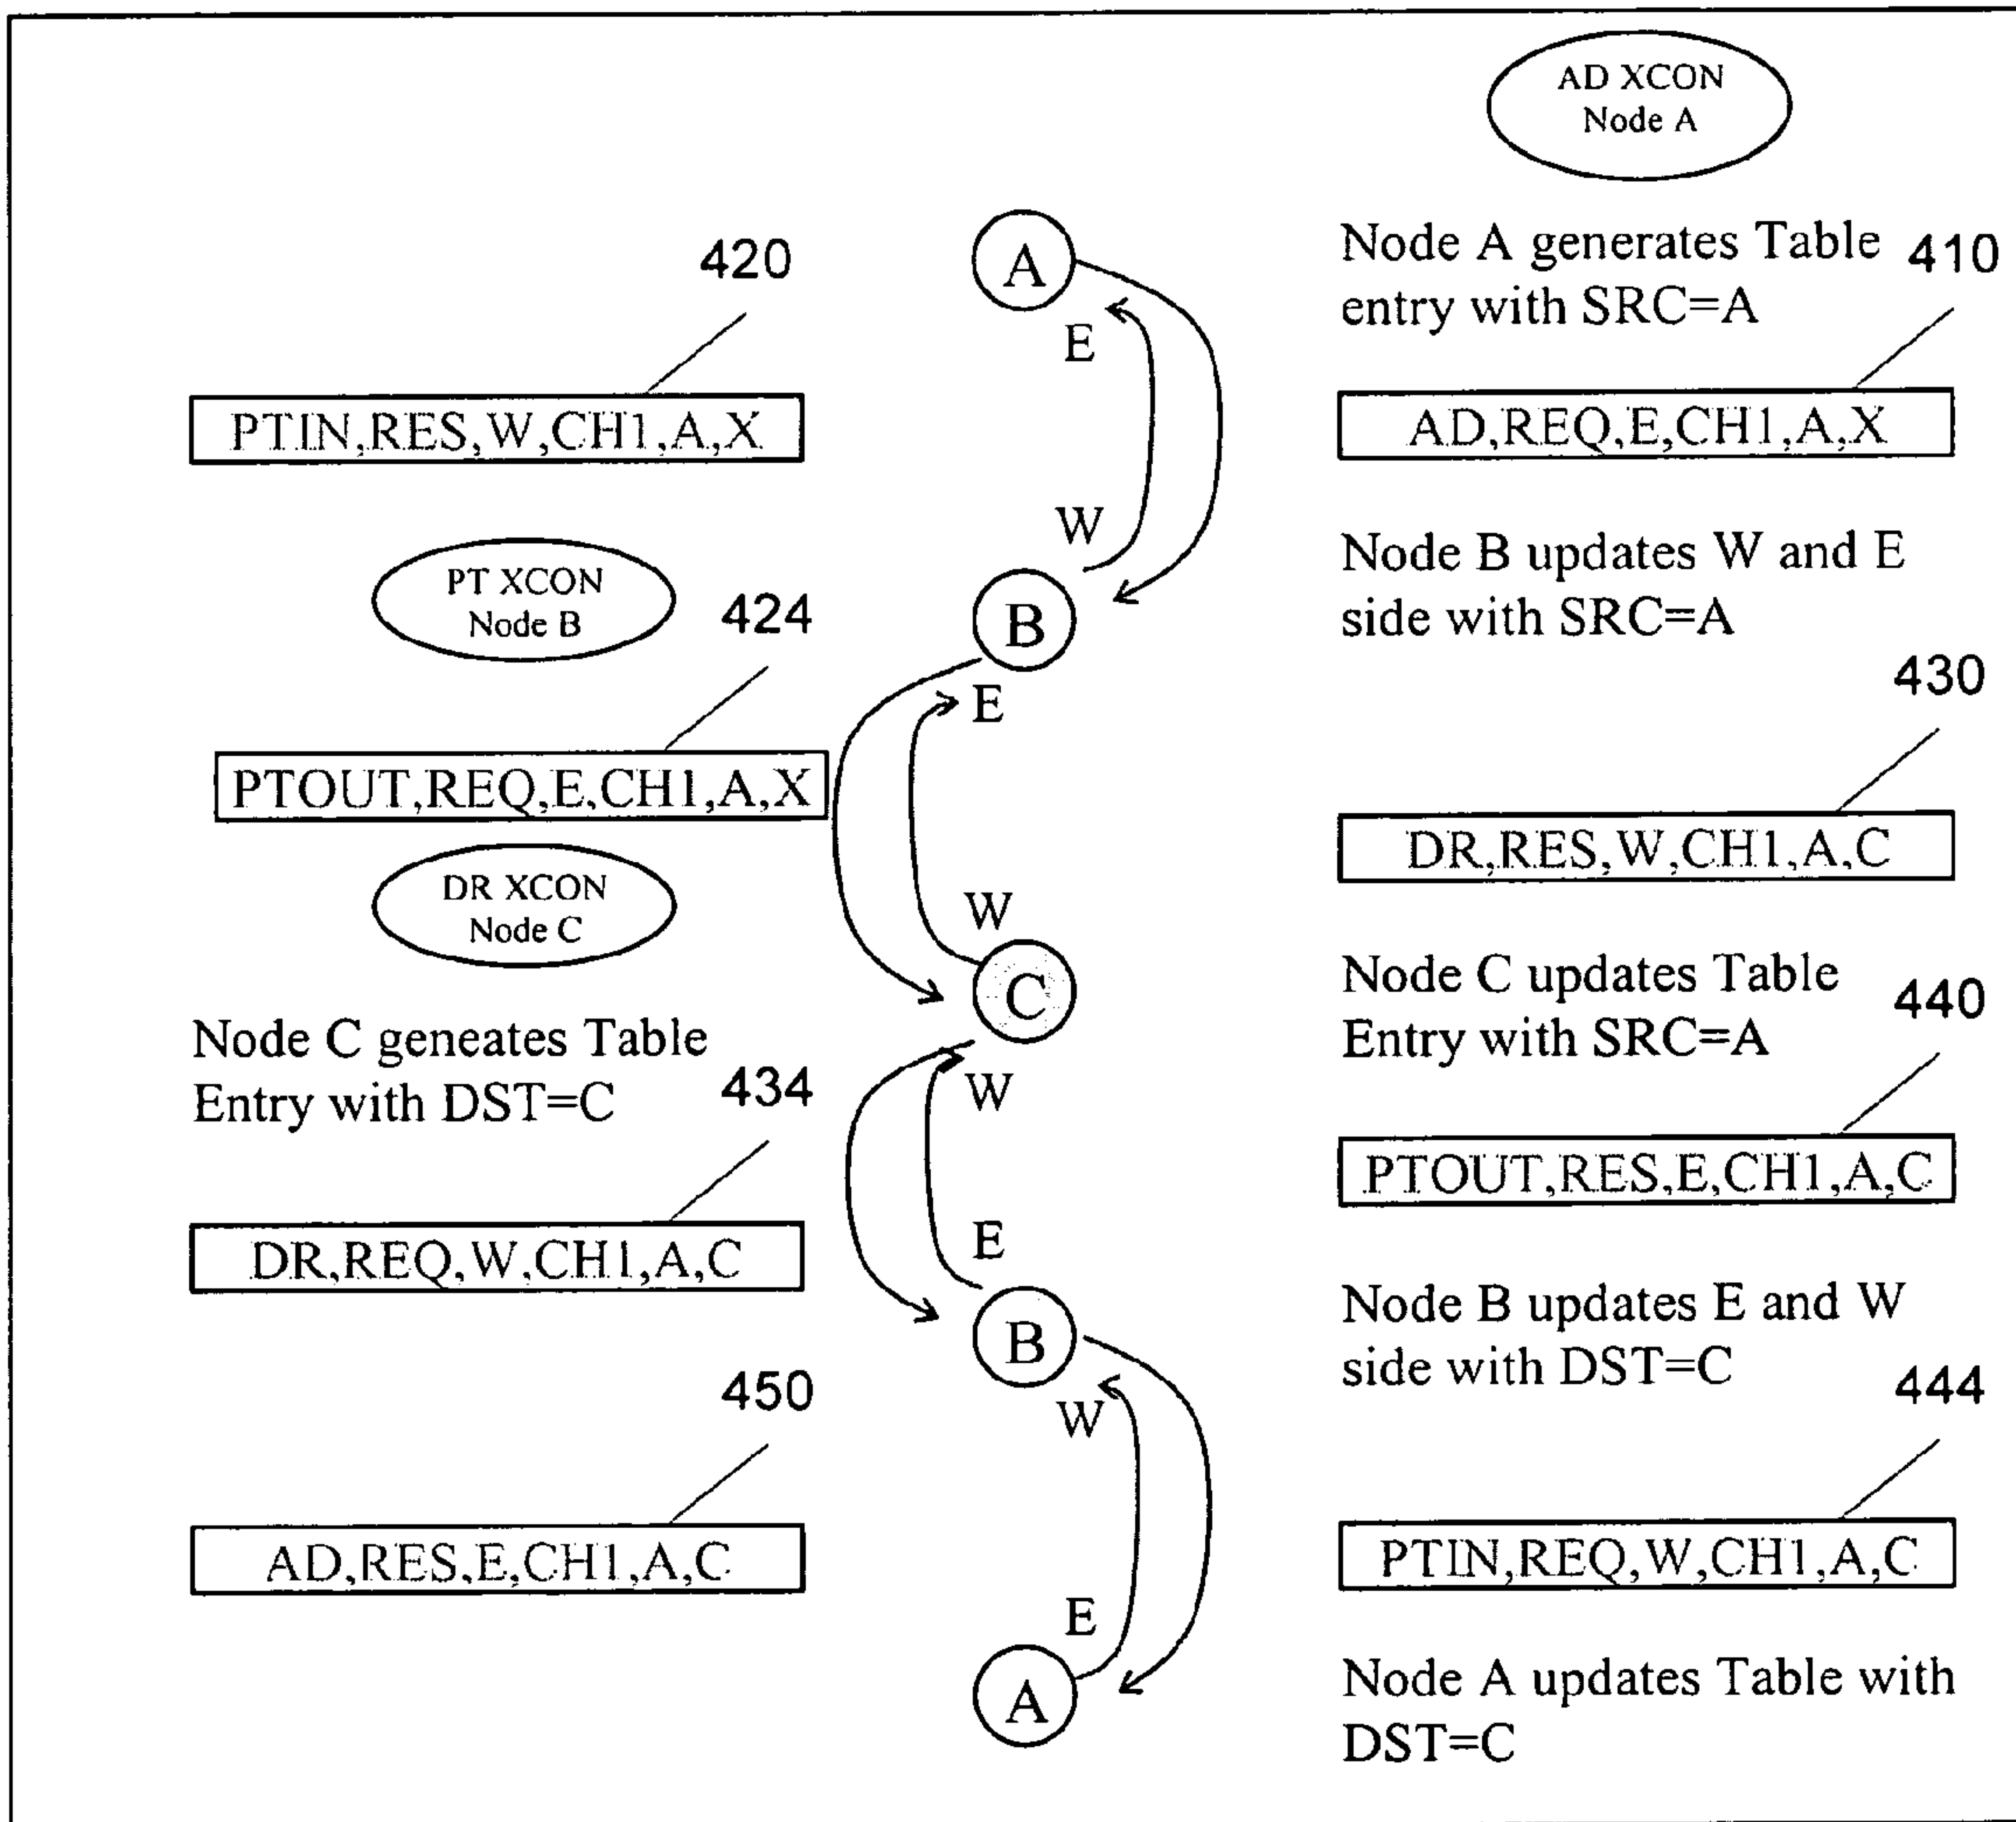 AD XCON
Node A
Node A generates Table
entry with SRC=A
410
420
A
E
PTIN,RES,W,CH1,A,X
AD,REQ,E,CH1,A,X
W
Node B updates W and E
side with SRC=A
PT XCON
Node B
424
B
E
430
PTOUT,REQ,E,CH1,A,X
DR,RES,W,CH1,A,C
DR XCON
Node C
W
C
Node C updates Table
Entry with SRC=A
440
Node C geneates Table
Entry with DST=C
434
W
PTOUT,RES,E,CH1,A,C
DR,REQ,W,CH1,A,C
E
B
Node B updates E and W
side with DST=C
444
450
W
AD,RES,E,CH1,A,C
PTIN,REQ,W,CH1,A,C
E
A
Node A updates Table with
DST=C